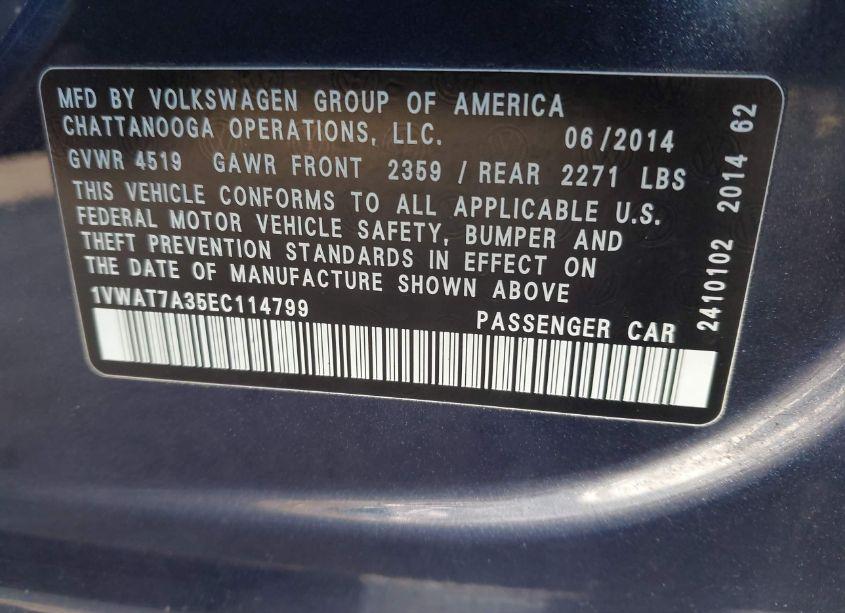 MFD BY VOLKSWAGEN GROUP OF AMERICA
CHATTANOOGA OPERATIONS, LLC. 06/2014
GVWR 4519 GAWR FRONT 2359 / REAR 2271 LBS
THIS VEHICLE CONFORMS TO ALL APPLICABLE U.S.
FEDERAL MOTOR VEHICLE SAFETY, BUMPER AND
THEFT PREVENTION STANDARDS IN EFFECT ON
THE DATE OF MANUFACTURE SHOWN ABOVE
1VWAT7A35EC114799 PASSENGER CAR
2410102 2014 62